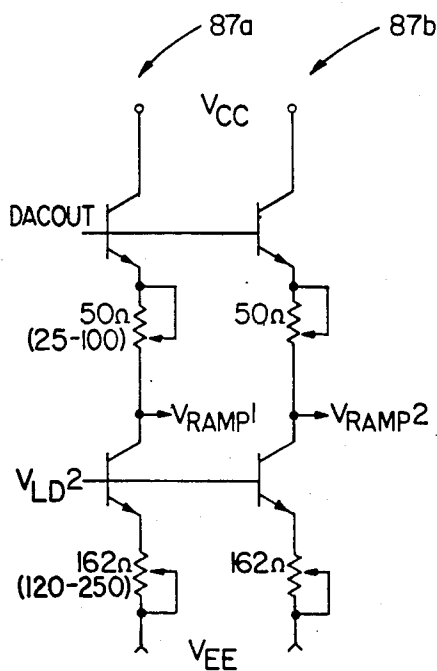 87a
87b
VCC
DACOUT
50Ω
(25-100)
50Ω
VRAMP1
VRAMP2
VLD2
162Ω
(120-250)
162Ω
VEE